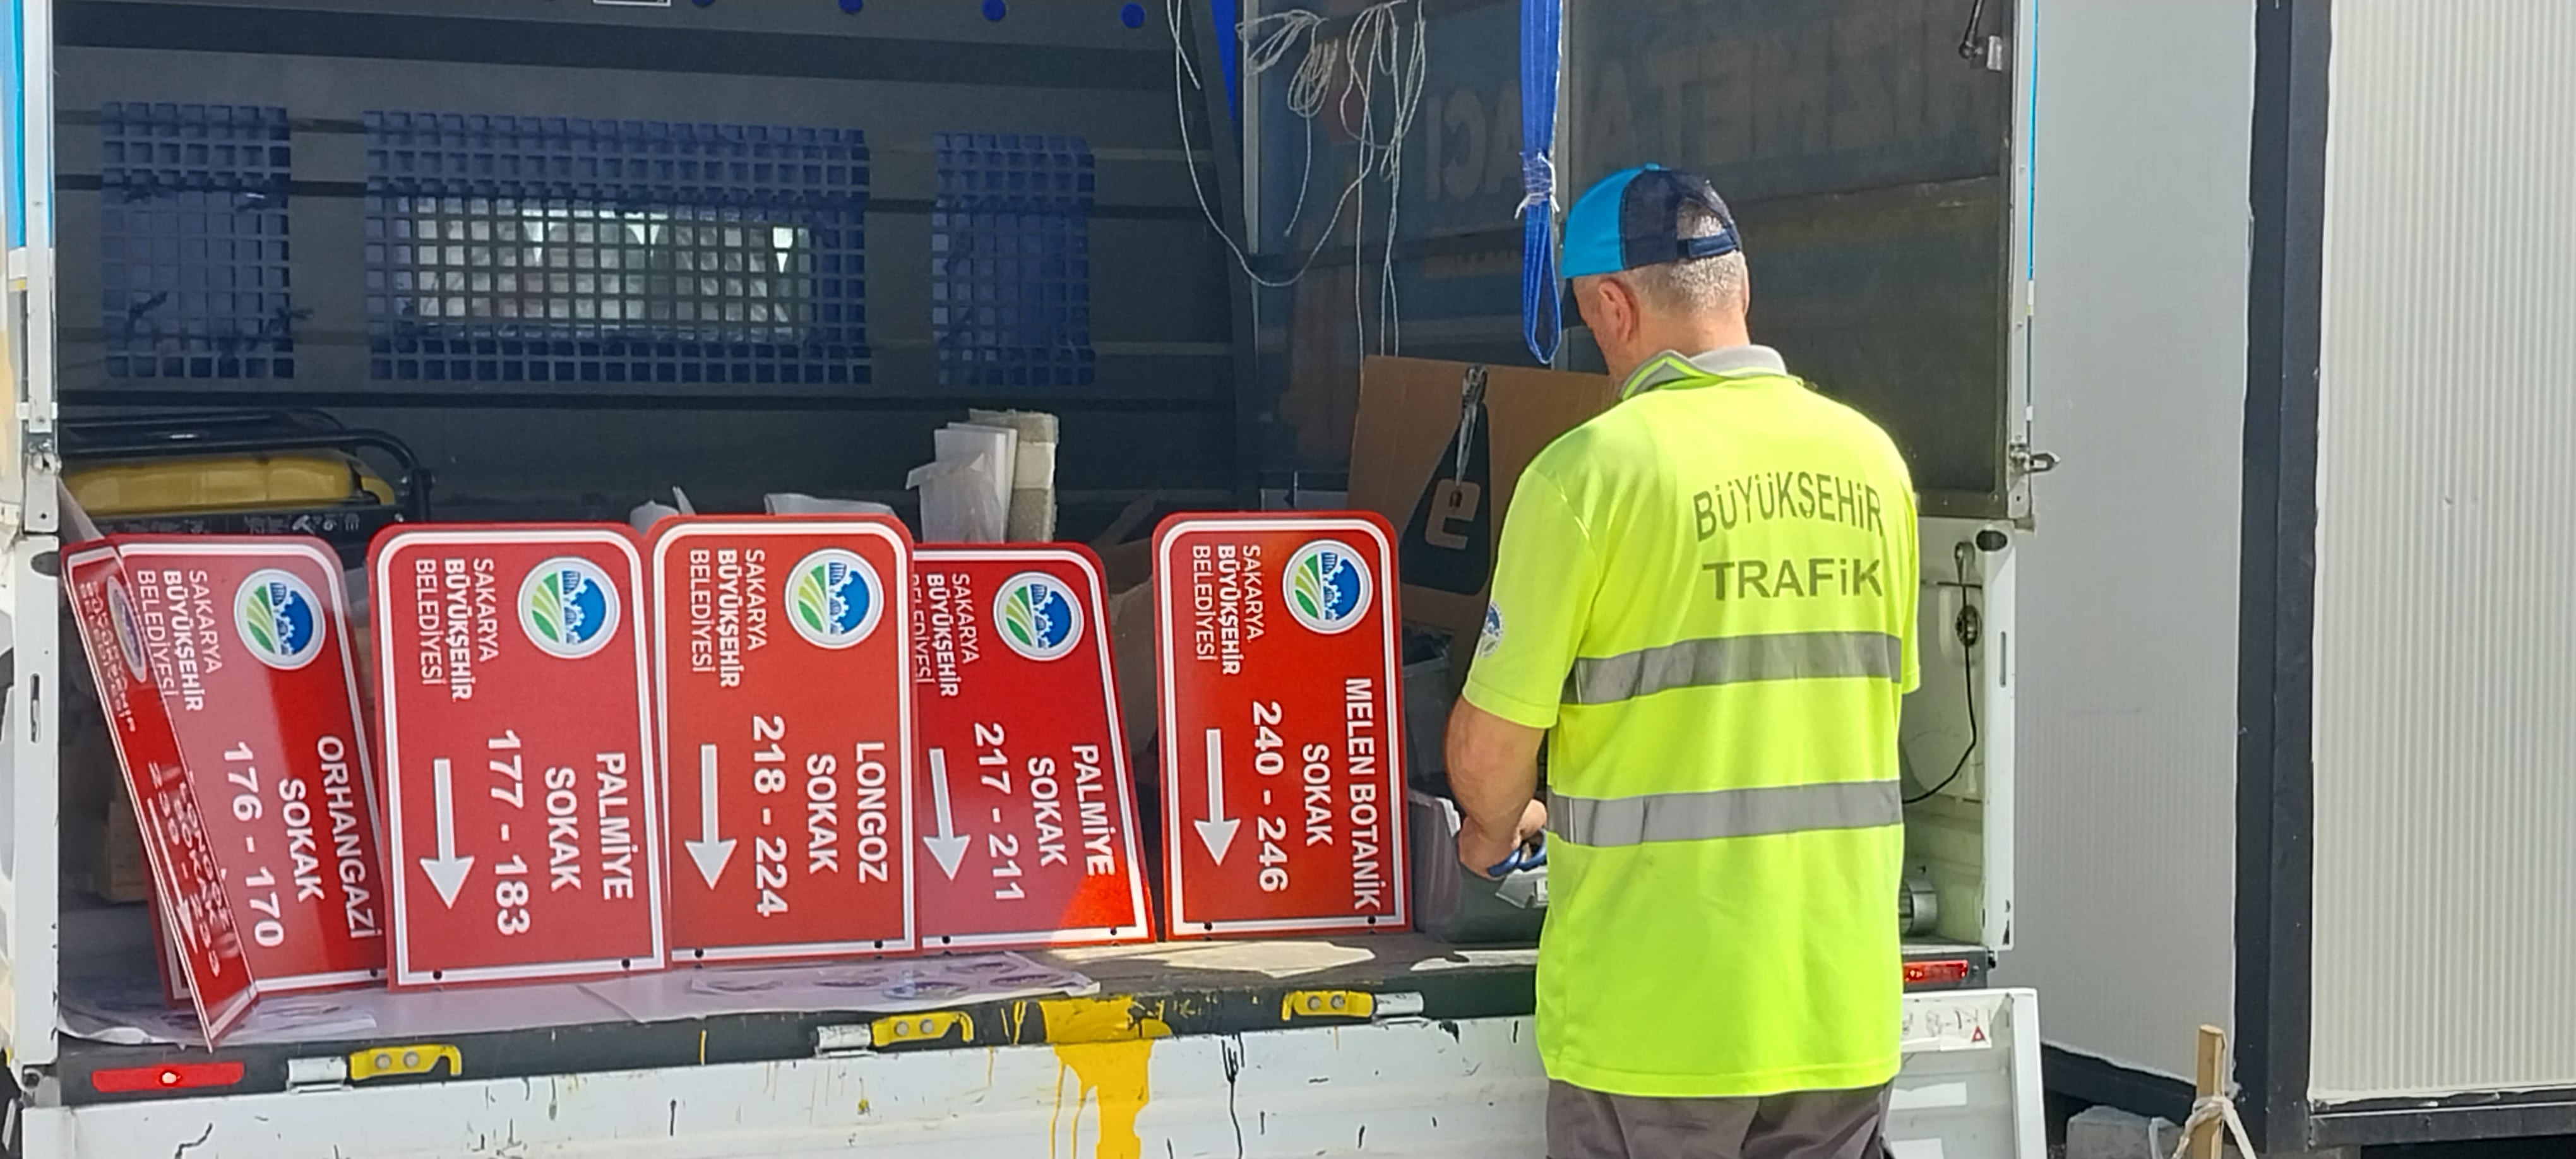 SAKARYA
BÜYÜKŞEHİR
BELEDİYESİ
ORHANGAZİ
SOKAK
176 - 170
SAKARYA
BÜYÜKŞEHİR
BELEDİYESİ
PALMİYE
SOKAK
177 - 183
SAKARYA
BÜYÜKŞEHİR
BELEDİYESİ
LONGOZ
SOKAK
218 - 224
SAKARYA
BÜYÜKŞEHİR
BELEDİYESİ
PALMİYE
SOKAK
217 - 211
SAKARYA
BÜYÜKŞEHİR
BELEDİYESİ
MELEN BOTANİK
SOKAK
240 - 246
e
BÜYÜKŞEHİR
TRAFİK